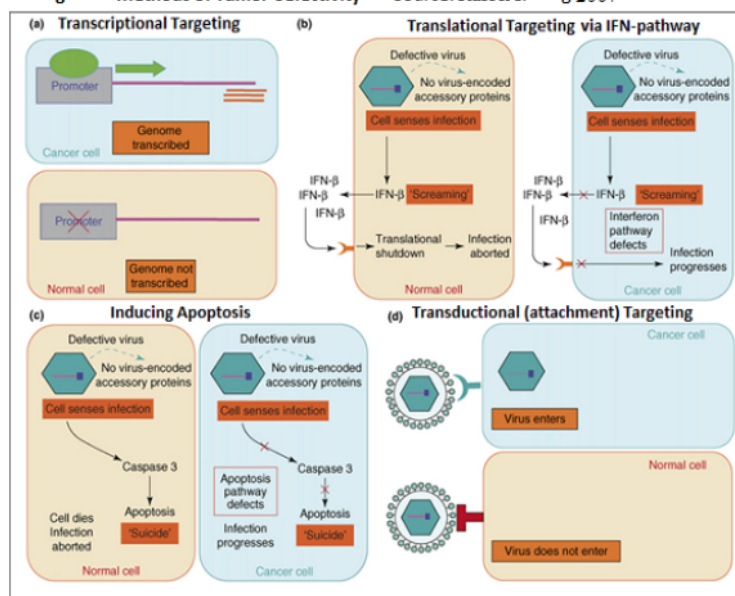 Methods of Tumor Selectivity
(a) Transcriptional Targeting
Promoter
Genome
transcribed
Cancer cell
Promoter
Genome not
transcribed
Normal cell
(b) Translational Targeting via IFN-pathway
Defective virus
No virus-encoded
accessory proteins
Cell senses infection
IFN-β
IFN-β
IFN-β
IFN-β 'Screaming'
Translational
shutdown
Infection
aborted
Normal cell
Defective virus
No virus-encoded
accessory proteins
Cell senses infection
IFN-β
IFN-β
IFN-β
IFN-β 'Screaming'
Interferon
pathway
defects
Infection
progresses
Cancer cell
(c) Inducing Apoptosis
Defective virus
No virus-encoded
accessory proteins
Cell senses infection
Caspase 3
Apoptosis
'Suicide'
Cell dies
Infection
aborted
Normal cell
Defective virus
No virus-encoded
accessory proteins
Cell senses infection
Caspase 3
Apoptosis
pathway
defects
Apoptosis
'Suicide'
Infection
progresses
Cancer cell
(d) Transductional (attachment) Targeting
Cancer cell
Virus enters
Normal cell
Virus does not enter